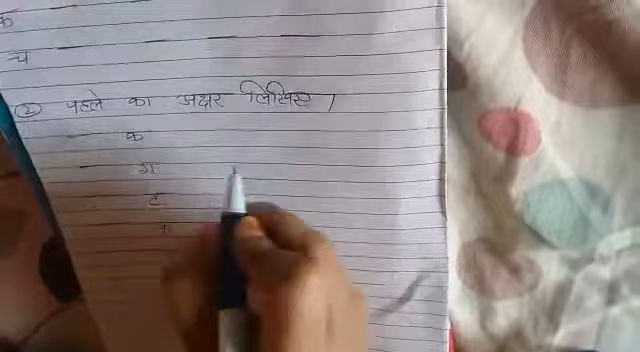 क
च
② पहले का अक्षर लिखिए ।
— क
— ग
ट